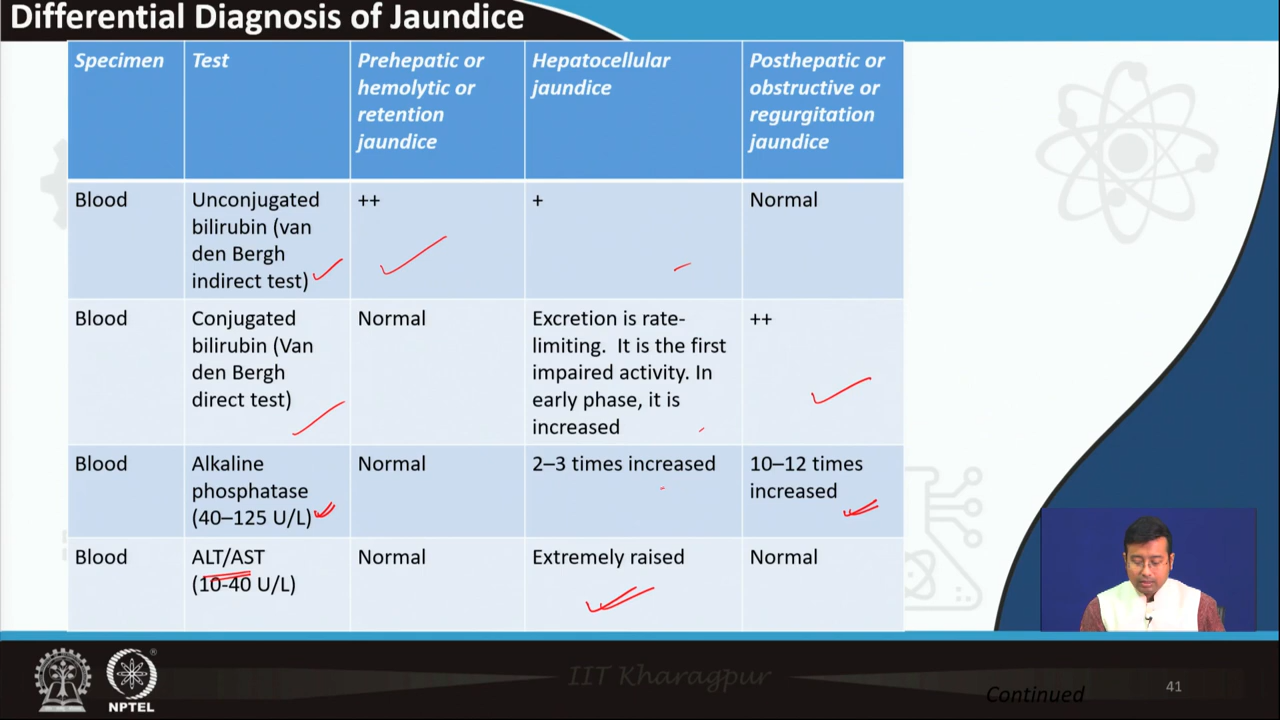 Differential Diagnosis of Jaundice
Specimen
Test
Prehepatic or
hemolytic or
retention
jaundice
Hepatocellular
jaundice
Posthepatic or
obstructive or
regurgitation
jaundice
Blood
Unconjugated
bilirubin (van
den Bergh
indirect test)
++
+
Normal
Blood
Conjugated
bilirubin (Van
den Bergh
direct test)
Normal
Excretion is rate-
limiting. It is the first
impaired activity. In
early phase, it is
increased
++
Blood
Alkaline
phosphatase
(40–125 U/L)
Normal
2–3 times increased
10–12 times
increased
Blood
ALT/AST
(10-40 U/L)
Normal
Extremely raised
Normal
NPTEL
®
IIT Kharagpur
Continued
41